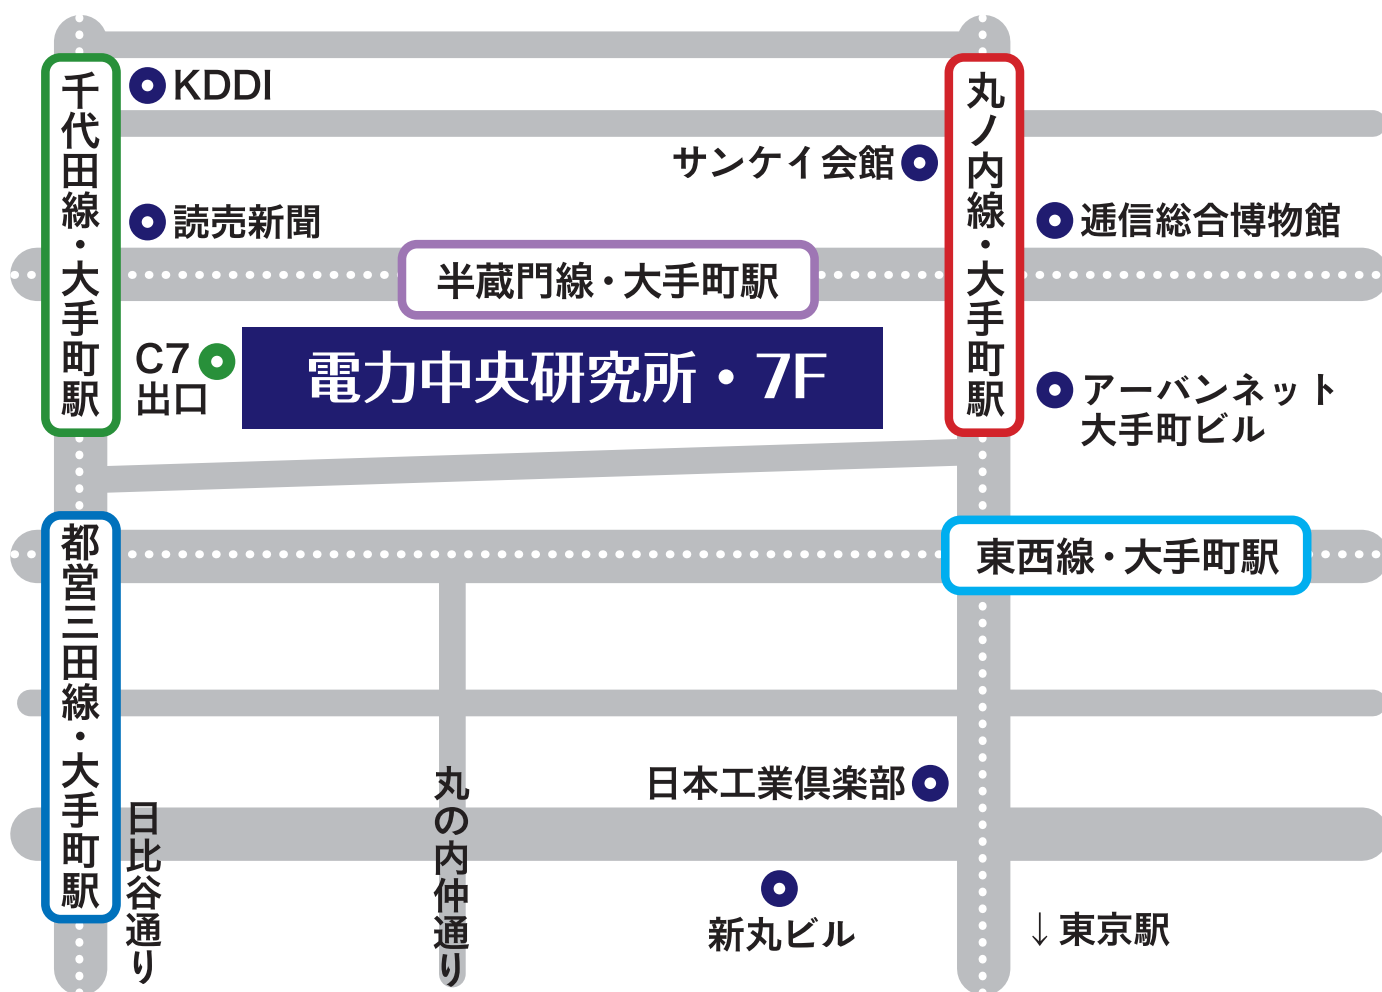 千代田線・大手町駅
KDDI
丸ノ内線・大手町駅
サンケイ会館
読売新聞
逓信総合博物館
半蔵門線・大手町駅
C7
出口
電力中央研究所・7F
アーバンネット
大手町ビル
都営三田線・大手町駅
東西線・大手町駅
日本工業倶楽部
日比谷通り
丸の内仲通り
新丸ビル
↓東京駅